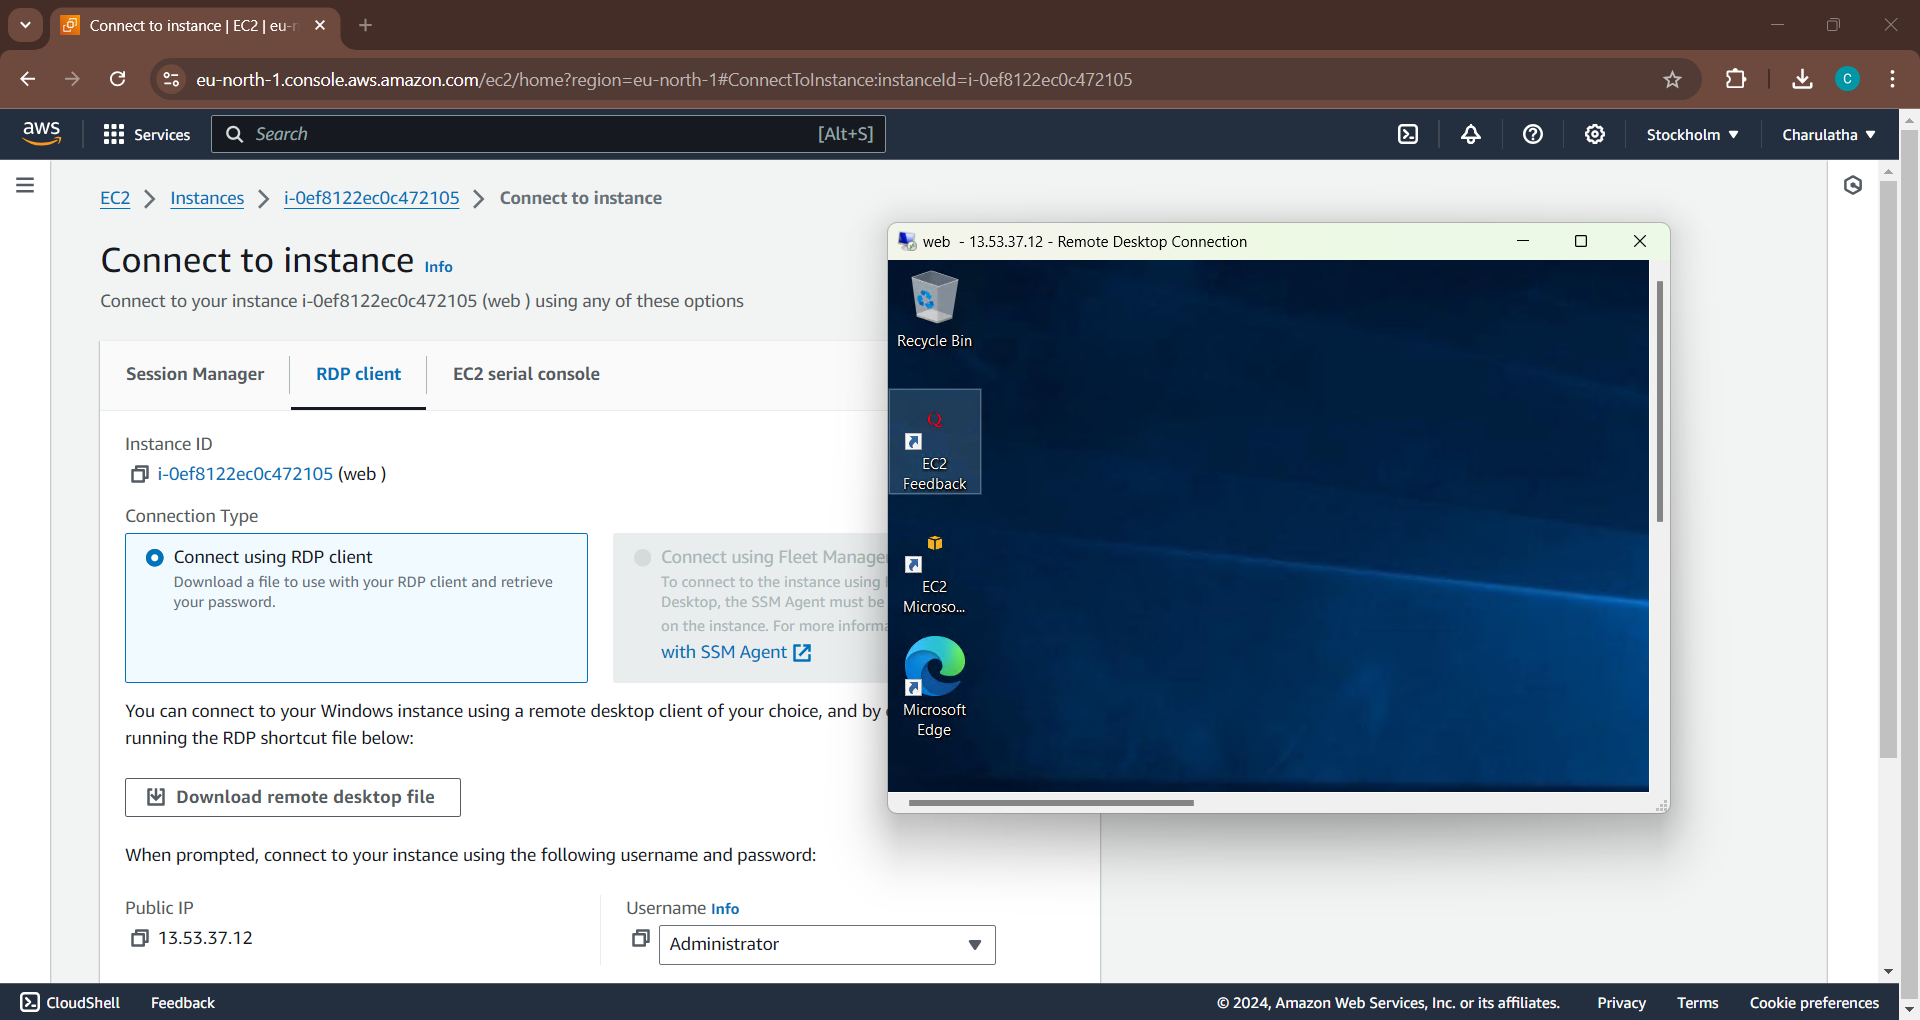 Connect to instance | EC2 | eu-n
eu-north-1.console.aws.amazon.com/ec2/home?region=eu-north-1#ConnectToInstance:instanceId=i-0ef8122ec0c472105
C
aws
Services
Search
[Alt+S]
Stockholm
Charulatha
EC2
Instances
i-0ef8122ec0c472105
Connect to instance
Connect to instance Info
Connect to your instance i-0ef8122ec0c472105 (web ) using any of these options
Session Manager
RDP client
EC2 serial console
Instance ID
i-0ef8122ec0c472105 (web )
Connection Type
Connect using RDP client
Download a file to use with your RDP client and retrieve
your password.
Connect using Fleet Manager
To connect to the instance using
Desktop, the SSM Agent must be
on the instance. For more informa
with SSM Agent
You can connect to your Windows instance using a remote desktop client of your choice, and by
running the RDP shortcut file below:
Download remote desktop file
When prompted, connect to your instance using the following username and password:
Public IP
13.53.37.12
Username Info
Administrator
web - 13.53.37.12 - Remote Desktop Connection
Recycle Bin
EC2
Feedback
EC2
Microso...
Microsoft
Edge
CloudShell
Feedback
© 2024, Amazon Web Services, Inc. or its affiliates.
Privacy
Terms
Cookie preferences